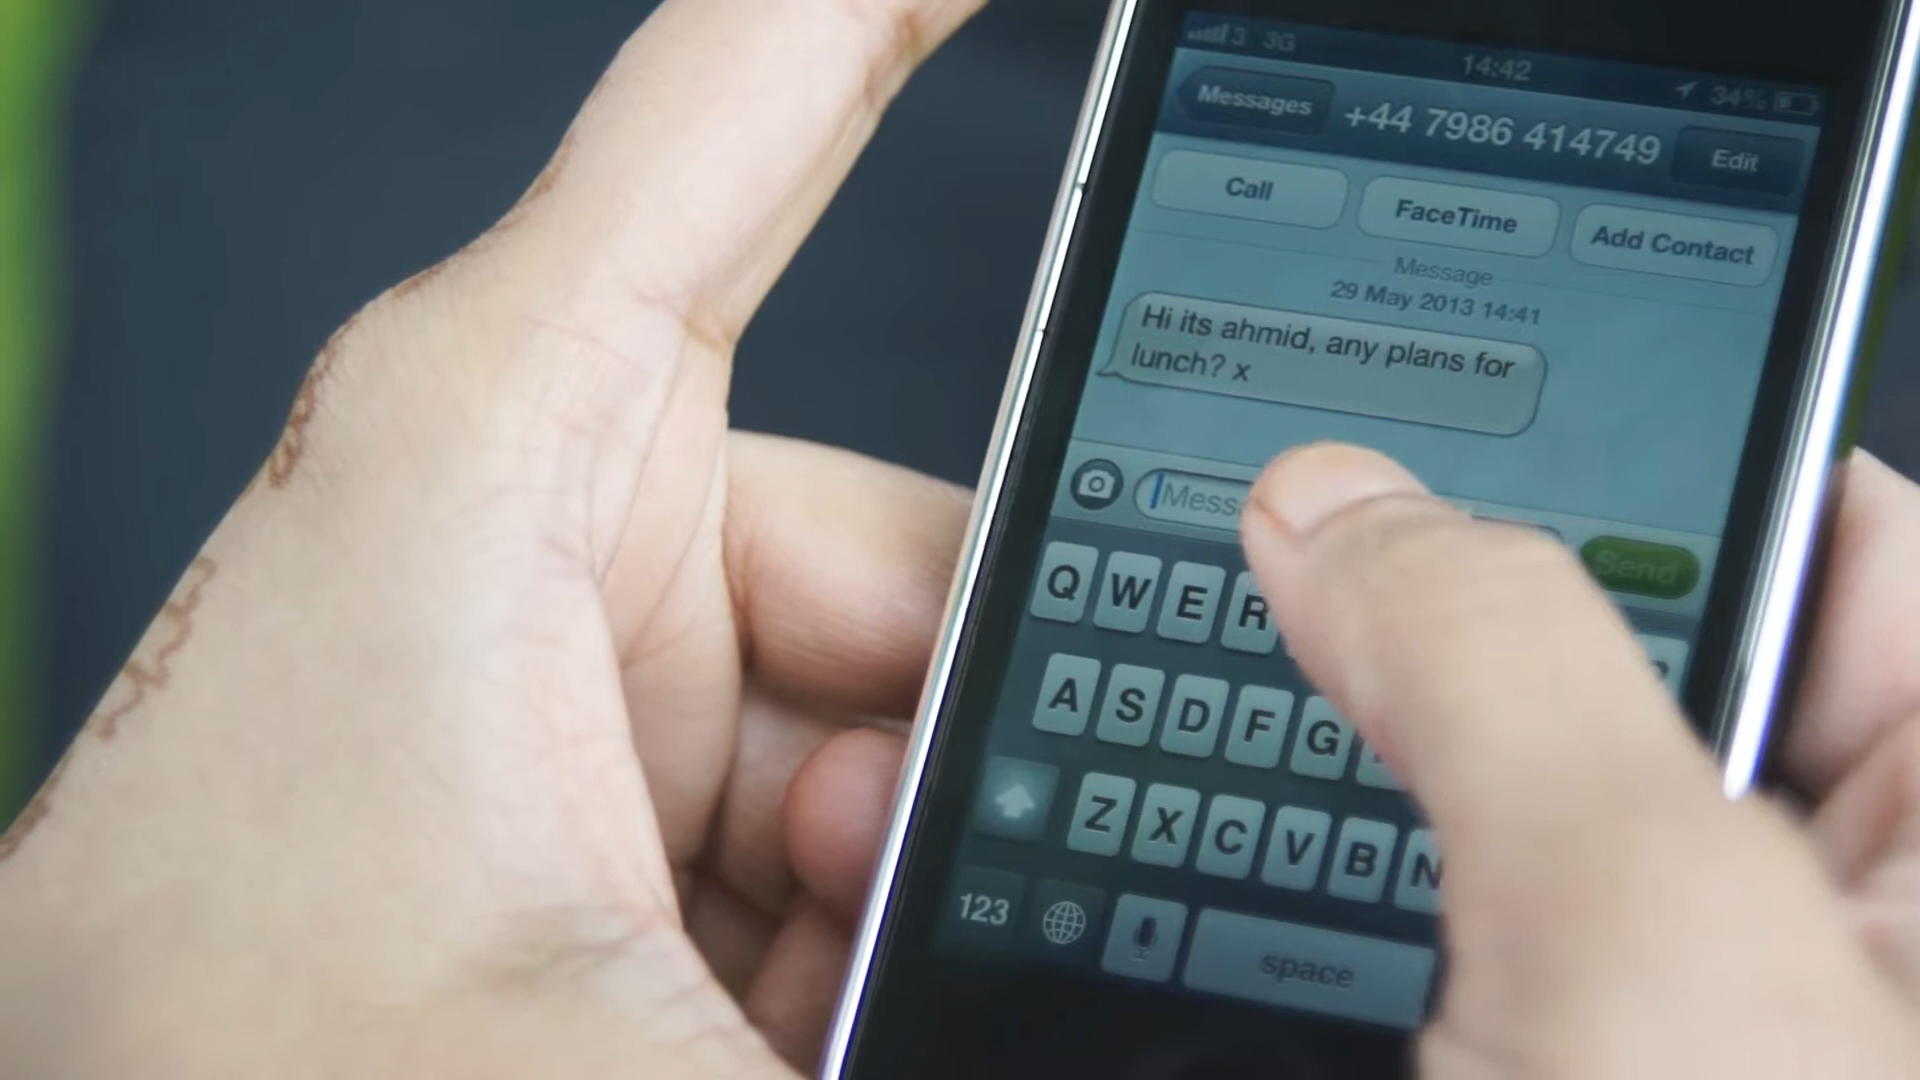 3 3G 14:42 34%
Messages +44 7986 414749 Edit
Call FaceTime Add Contact
Message
29 May 2013 14:41
Hi its ahmid, any plans for
lunch? x
Send
Q W E R
A S D F G
Z X C V B N
123 space